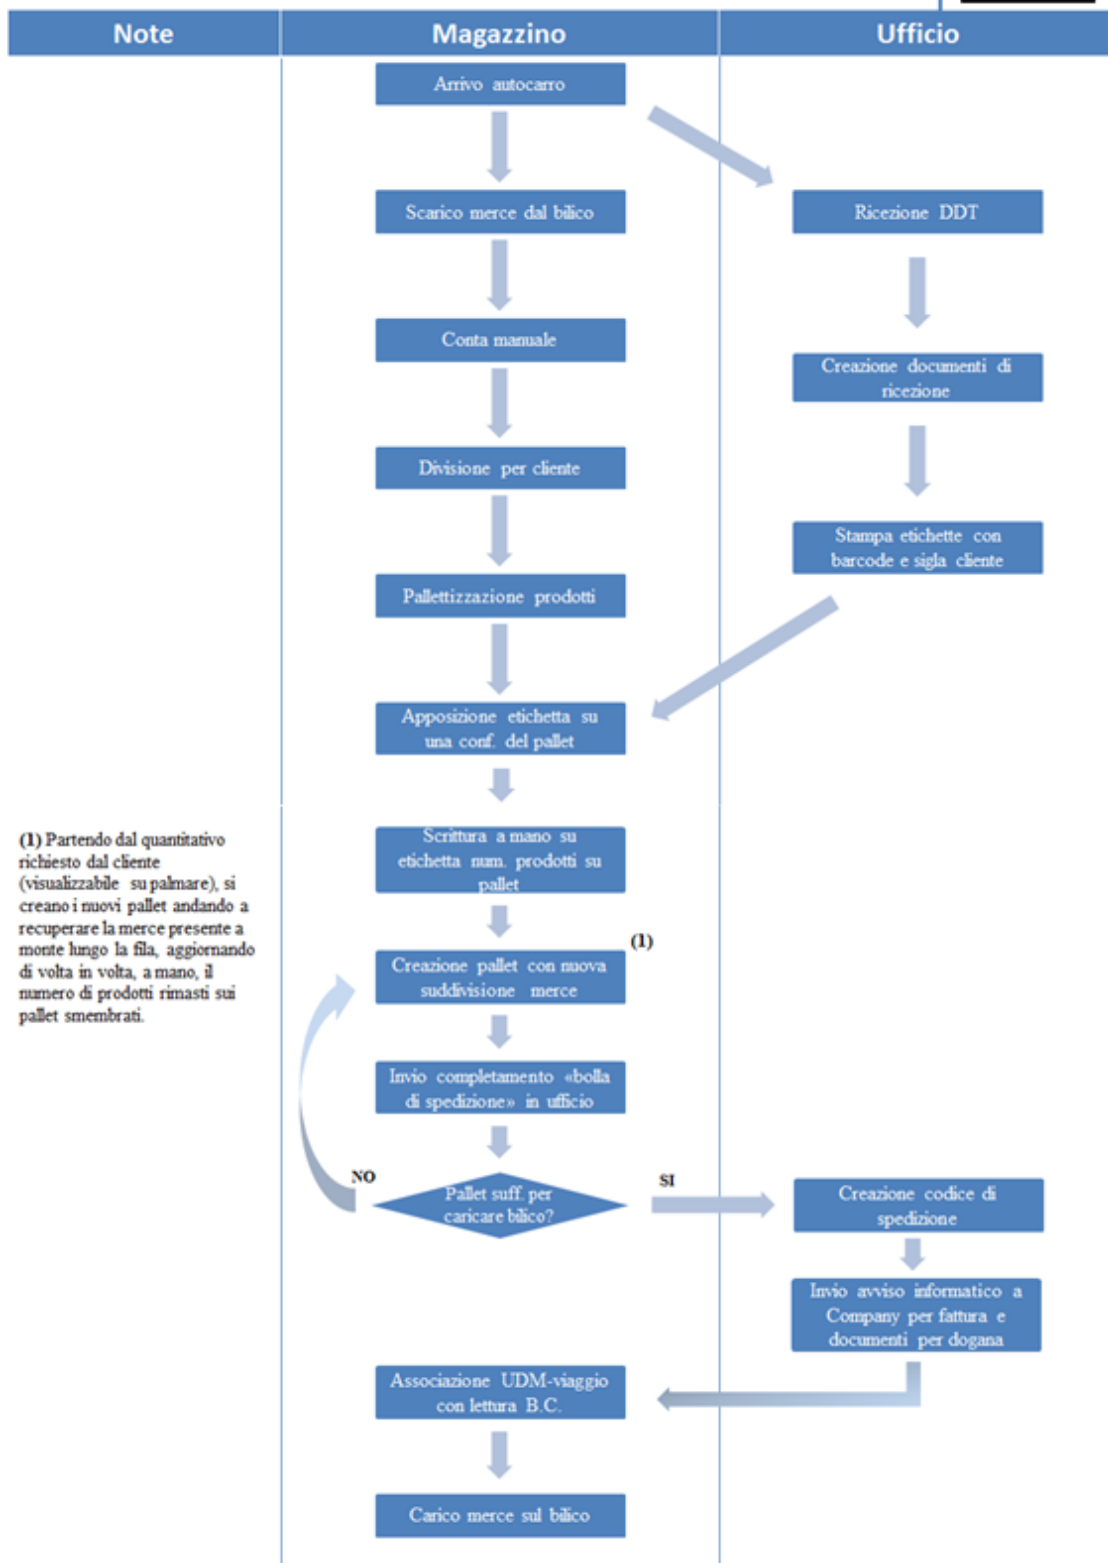 Note
Magazzino
Ufficio
Arrivo autocarro
Scarico merce dal bilico
Ricezione DDT
Conta manuale
Creazione documenti di
ricezione
Divisione per cliente
Stampa etichette con
barcode e sigla cliente
Pallettizzazione prodotti
Apposizione etichetta su
una conf. del pallet
(1) Partendo dal quantitativo
richiesto dal cliente
(visualizzabile su palmare), si
creano i nuovi pallet andando a
recuperare la merce presente a
monte lungo la fila, aggiornando
di volta in volta, a mano, il
numero di prodotti rimasti sui
pallet smembrati.
Scrittura a mano su
etichetta num. prodotti su
pallet
(1)
Creazione pallet con nuova
suddivisione merce
Invio completamento «bolla
di spedizione» in ufficio
NO
Pallet suff. per
caricare bilico?
SI
Creazione codice di
spedizione
Invio avviso informatico a
Company per fattura e
documenti per dogana
Associazione UDM-viaggio
con lettura B.C.
Carico merce sul bilico